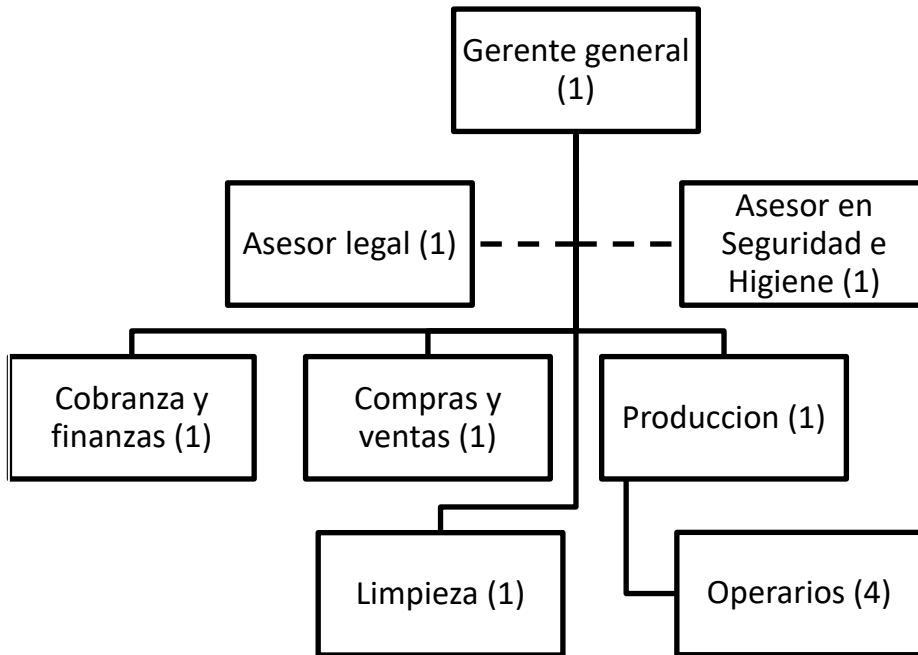 Gerente general
(1)
Asesor legal (1)
Asesor en
Seguridad e
Higiene (1)
Cobranza y
finanzas (1)
Compras y
ventas (1)
Produccion (1)
Limpieza (1)
Operarios (4)